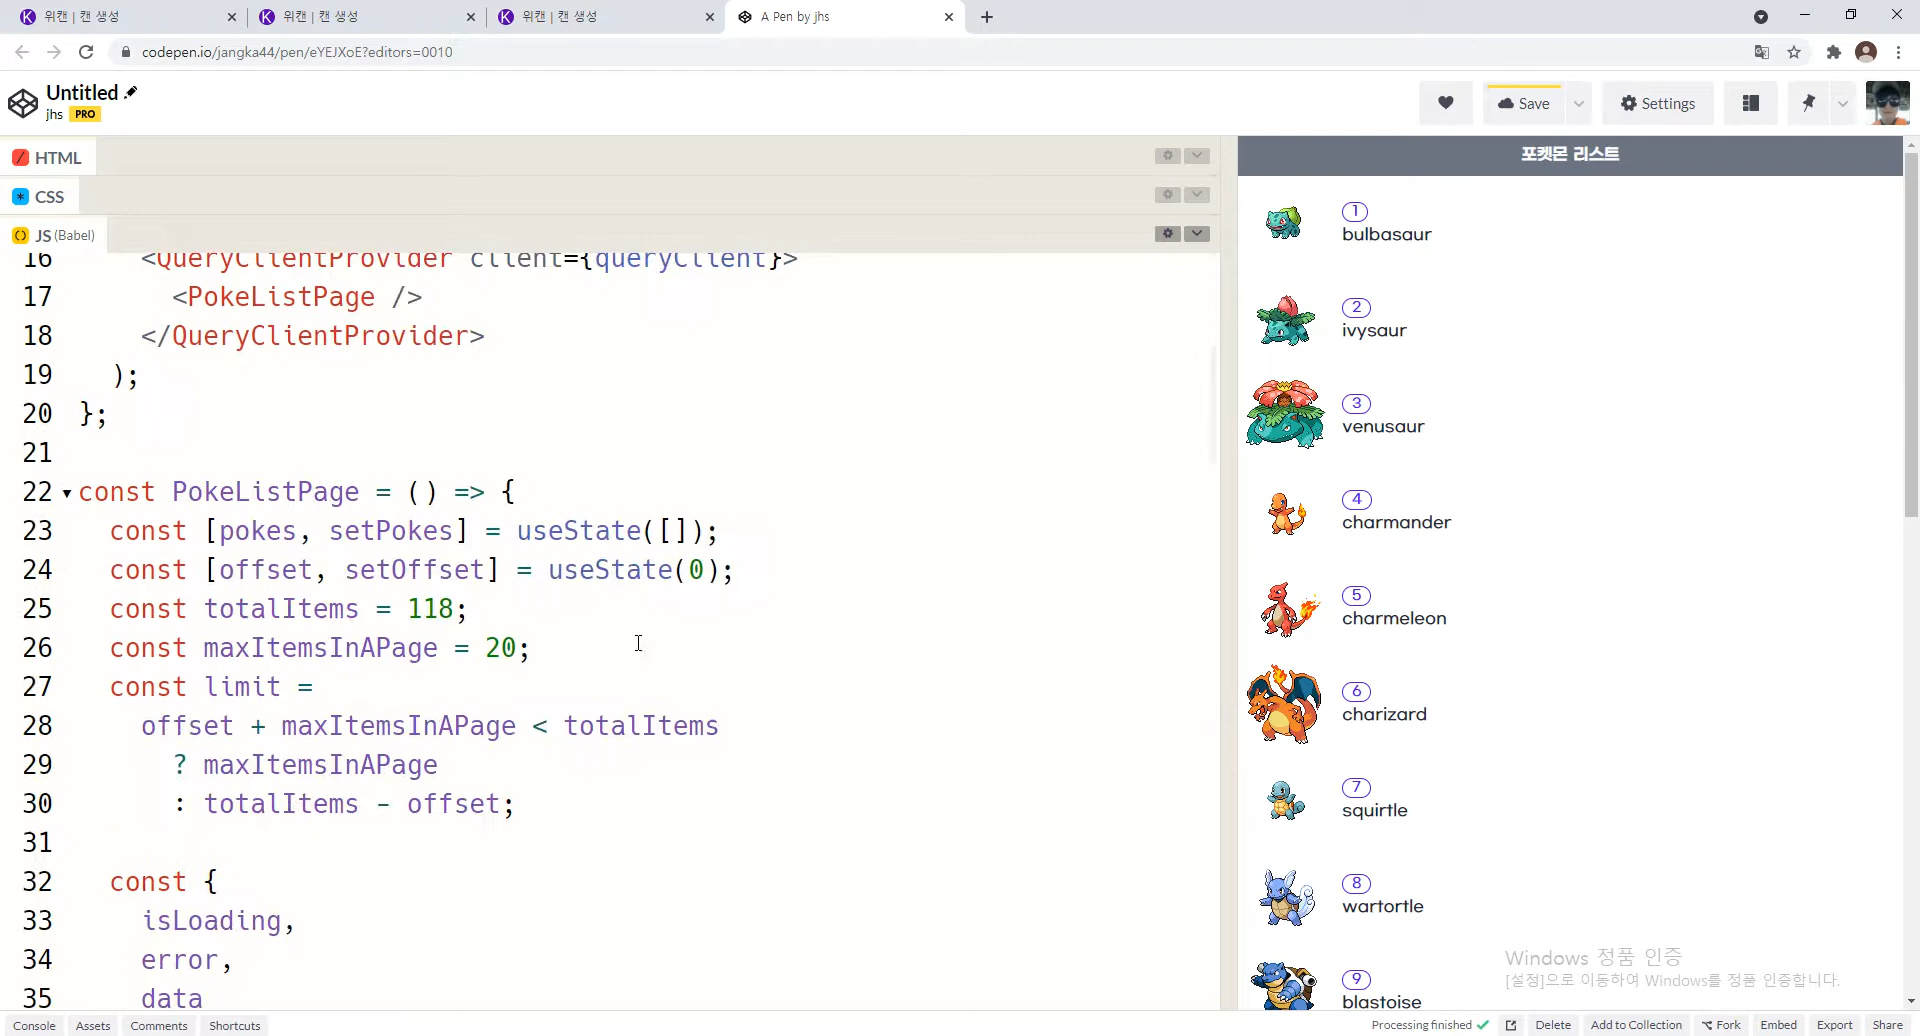 위캔 | 캔 생성
위캔 | 캔 생성
위캔 | 캔 생성
A Pen by jhs
codepen.io/jangka44/pen/eYEJXoE?editors=0010
Untitled
jhs PRO
Save
Settings
HTML
CSS
JS (Babel)
16 <QueryClientProvider client={queryClient}>
17 <PokeListPage />
18 </QueryClientProvider>
19 );
20 };
21
22 const PokeListPage = () => {
23 const [pokes, setPokes] = useState([]);
24 const [offset, setOffset] = useState(0);
25 const totalItems = 118;
26 const maxItemsInAPage = 20;
27 const limit =
28 offset + maxItemsInAPage < totalItems
29 ? maxItemsInAPage
30 : totalItems - offset;
31
32 const {
33 isLoading,
34 error,
35 data
포켓몬 리스트
1
bulbasaur
2
ivysaur
3
venusaur
4
charmander
5
charmeleon
6
charizard
7
squirtle
8
wartortle
9
blastoise
Windows 정품 인증
[설정]으로 이동하여 Windows를 정품 인증합니다.
Console Assets Comments Shortcuts
Processing finished Delete Add to Collection Fork Embed Export Share